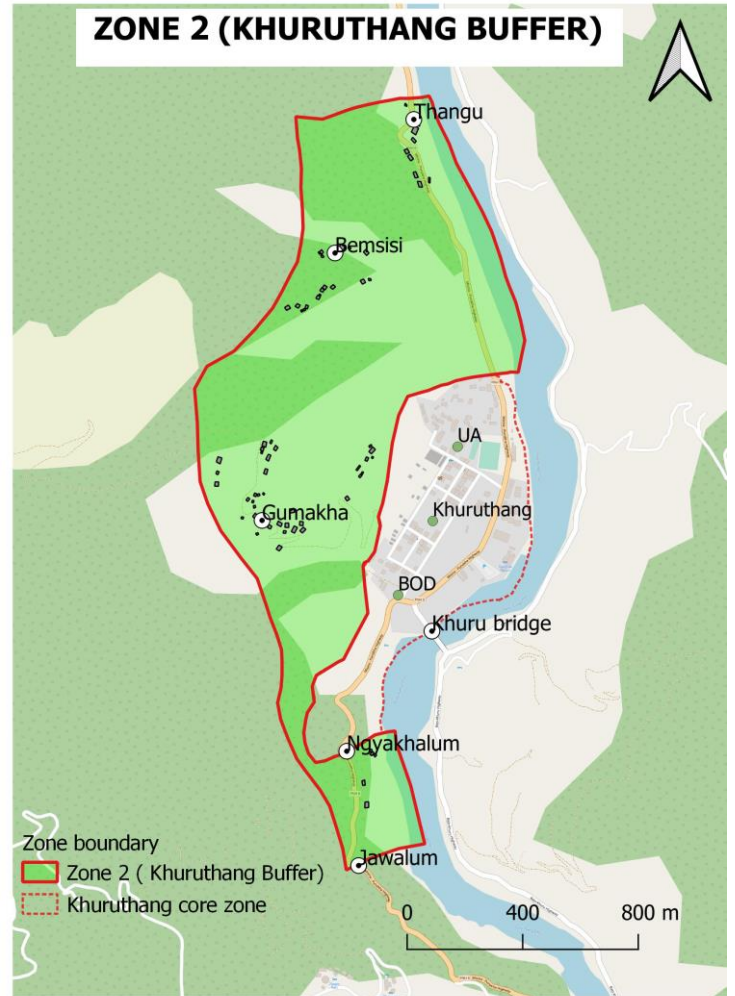 ZONE 2 (KHURUTHANG BUFFER)
Thangu
Bemsisi
UA
Gumakha
Khuruthang
BOD
Khuru bridge
Ngyakhalum
Jawalum
Zone boundary
Zone 2 ( Khuruthang Buffer)
Khuruthang core zone
0 400 800 m